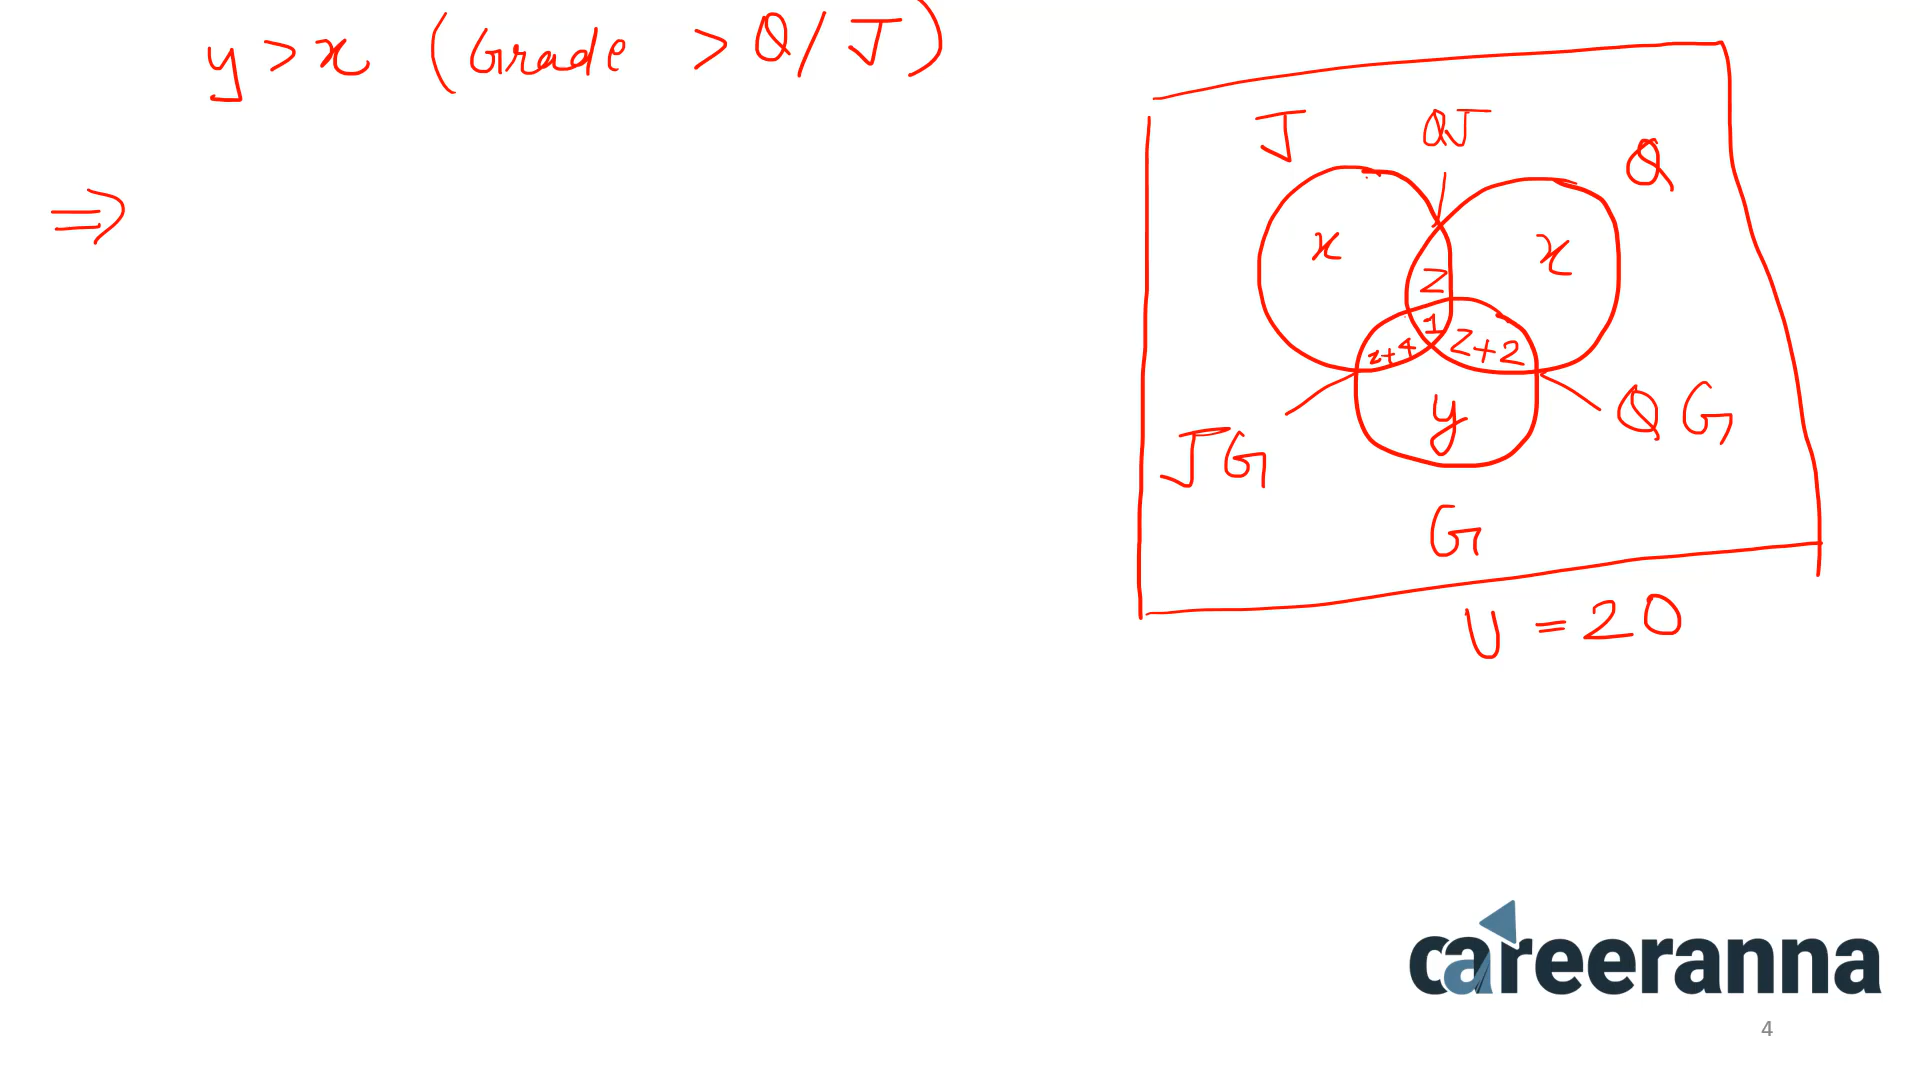 y > x (Grade > Q/J)
⇒
J QJ Q
x x
z
1
z+4 z+2
y
JG QG
G
U = 20
careeranna
4